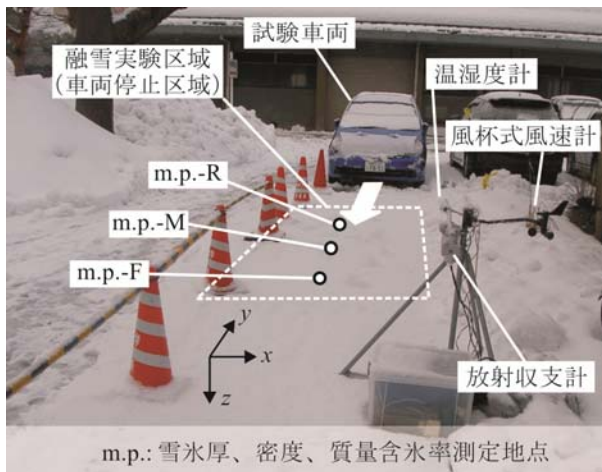 試験車両
融雪実験区域
(車両停止区域)
温湿度計
風杯式風速計
m.p.-R
m.p.-M
m.p.-F
y
x
z
放射収支計
m.p.: 雪氷厚、密度、質量含氷率測定地点